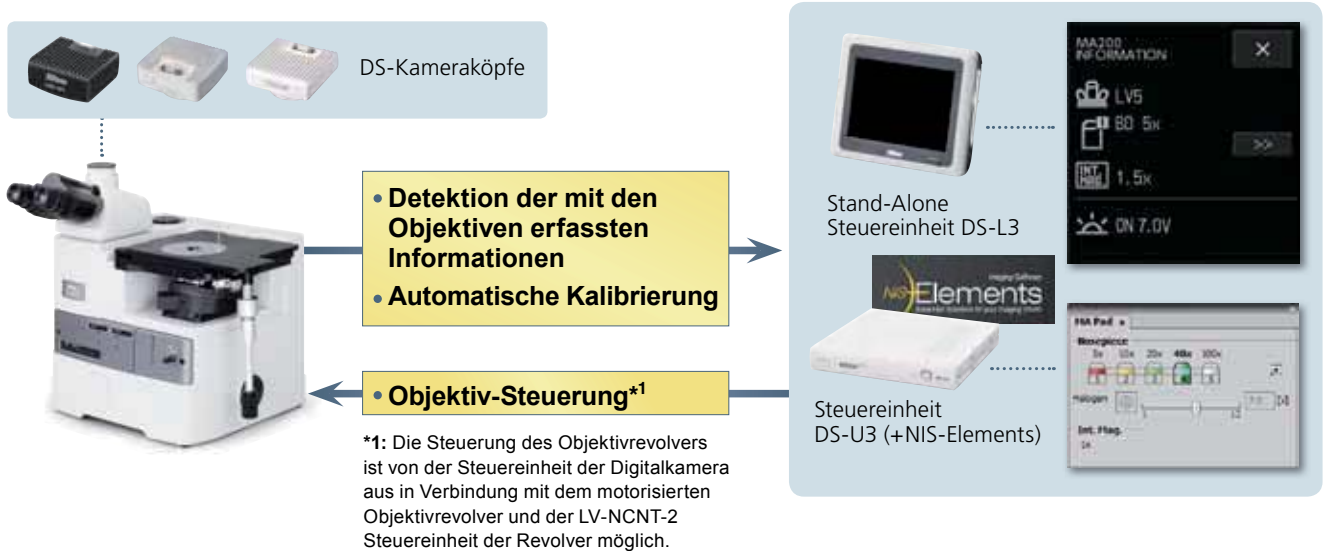 DS-Kameraköpfe
• Detektion der mit den
Objektiven erfassten
Informationen
• Automatische Kalibrierung
• Objektiv-Steuerung*1
*1: Die Steuerung des Objektivrevolvers
ist von der Steuereinheit der Digitalkamera
aus in Verbindung mit dem motorisierten
Objektivrevolver und der LV-NCNT-2
Steuereinheit der Revolver möglich.
Stand-Alone
Steuereinheit DS-L3
MA200
INFORMATION
LV5
BD 5x
>>
INT
1.5x
ON 7.0V
NIS Elements
Steuereinheit
DS-U3 (+NIS-Elements)
MA Pad x
Nosepiece
5x 10x 20x 40x 100x
Halogen
Int. Mag.
1x